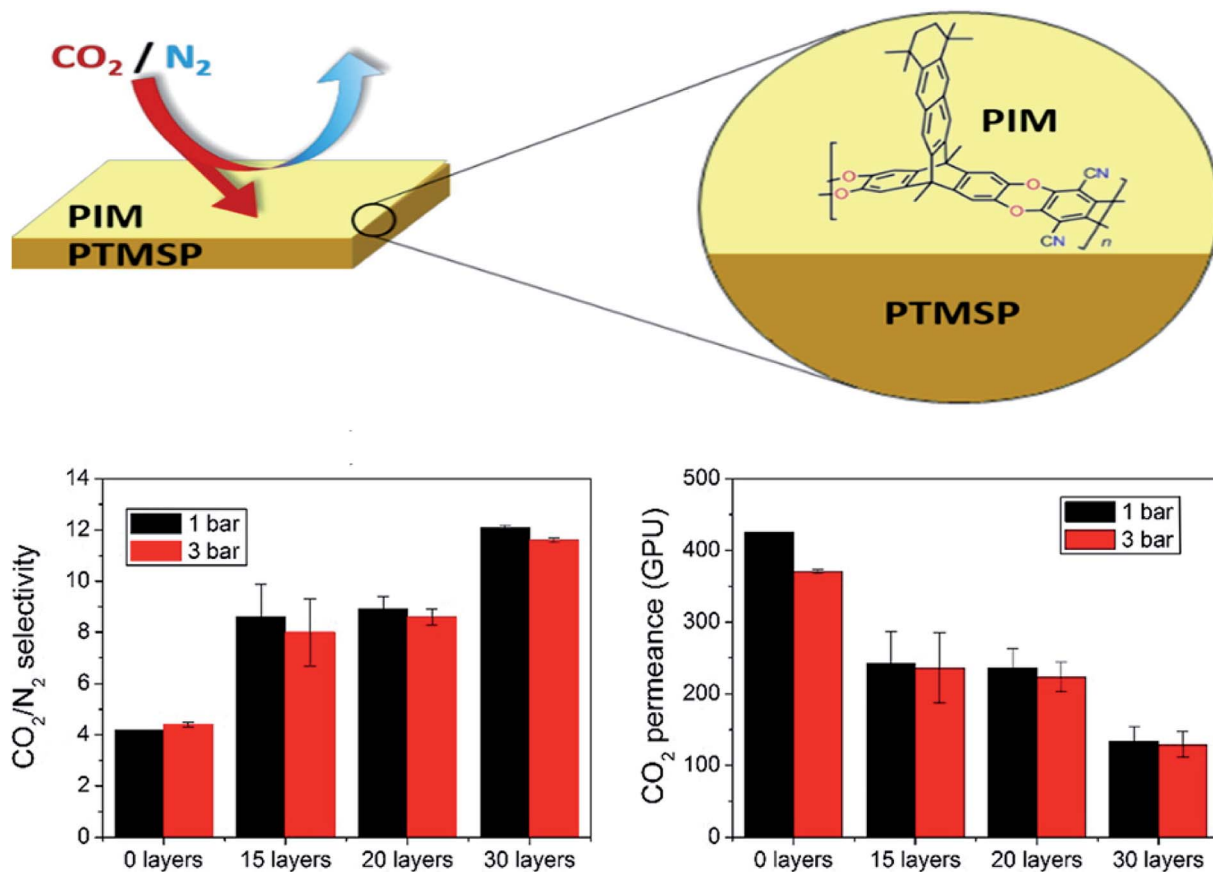 CO₂ / N₂
PIM
PTMSP
PIM
O
O
O
O
CN
CN
n
PTMSP
14
12
10
8
6
4
2
0
CO₂/N₂ selectivity
1 bar
3 bar
0 layers 15 layers 20 layers 30 layers
500
400
300
200
100
0
CO₂ permeance (GPU)
1 bar
3 bar
0 layers 15 layers 20 layers 30 layers